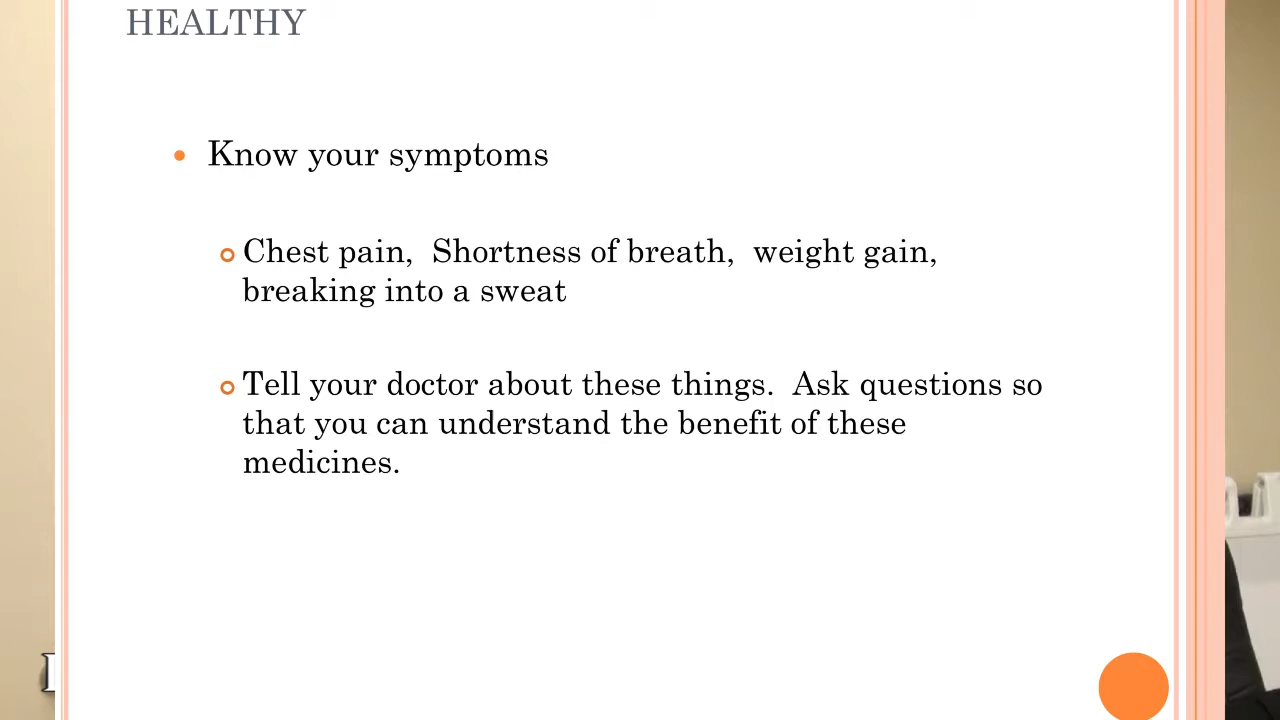 HEALTHY
Know your symptoms
Chest pain, Shortness of breath, weight gain,
breaking into a sweat
Tell your doctor about these things. Ask questions so
that you can understand the benefit of these
medicines.